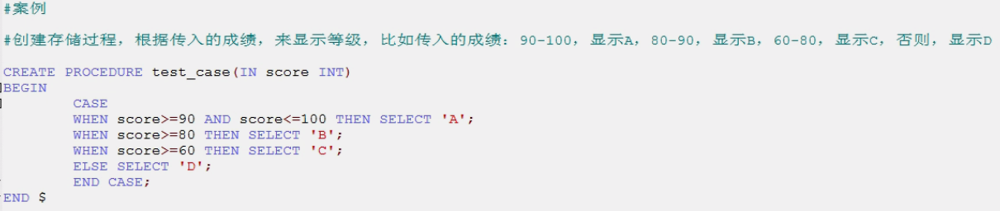 #案例
#创建存储过程，根据传入的成绩，来显示等级，比如传入的成绩：90-100，显示A，80-90，显示B，60-80，显示C，否则，显示D
CREATE PROCEDURE test_case(IN score INT)
BEGIN
CASE
WHEN score>=90 AND score<=100 THEN SELECT 'A';
WHEN score>=80 THEN SELECT 'B';
WHEN score>=60 THEN SELECT 'C';
ELSE SELECT 'D';
END CASE;
END $